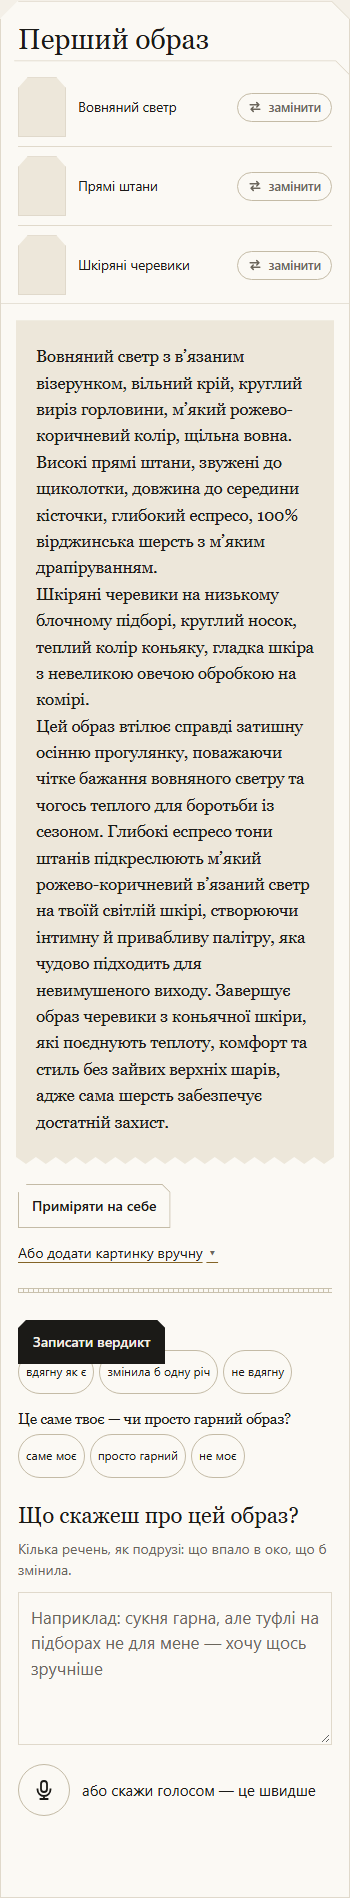 Перший образ
Вовняний светр
замінити
Прямі штани
замінити
Шкіряні черевики
замінити
Вовняний светр з в’язаним
візерунком, вільний крій, круглий
виріз горловини, м’який рожево-
коричневий колір, щільна вовна.
Високі прямі штани, звужені до
щиколотки, довжина до середини
кісточки, глибокий еспресо, 100%
вірджинська шерсть з м’яким
драпіруванням.
Шкіряні черевики на низькому
блочному підборі, круглий носок,
теплий колір коньяку, гладка шкіра
з невеликою овечою обробкою на
комірі.
Цей образ втілює справді затишну
осінню прогулянку, поважаючи
чітке бажання вовняного светру та
чогось теплого для боротьби із
сезоном. Глибокі еспресо тони
штанів підкреслюють м’який
рожево-коричневий в’язаний светр
на твоїй світлій шкірі, створюючи
інтимну й привабливу палітру, яка
чудово підходить для
невимушеного виходу. Завершує
образ черевики з коньячної шкіри,
які поєднують теплоту, комфорт та
стиль без зайвих верхніх шарів,
адже сама шерсть забезпечує
достатній захист.
Приміряти на себе
Або додати картинку вручну
Записати вердикт
вдягну як є
змінила б одну річ
не вдягну
Це саме твоє — чи просто гарний образ?
саме моє
просто гарний
не моє
Що скажеш про цей образ?
Кілька речень, як подрузі: що впало в око, що б
змінила.
Наприклад: сукня гарна, але туфлі на
підборах не для мене — хочу щось
зручніше
або скажи голосом — це швидше